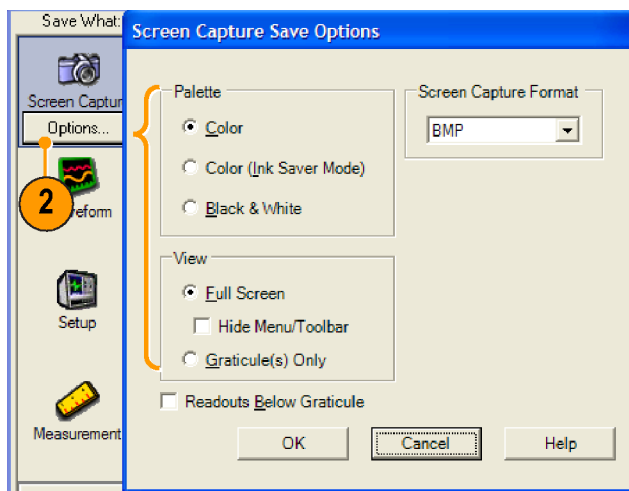 Save What:
Screen Captur
Options...
2
eform
Setup
Measurement
Screen Capture Save Options
Palette
Color
Color (Ink Saver Mode)
Black & White
View
Full Screen
Hide Menu/Toolbar
Graticule(s) Only
Readouts Below Graticule
Screen Capture Format
BMP
OK
Cancel
Help